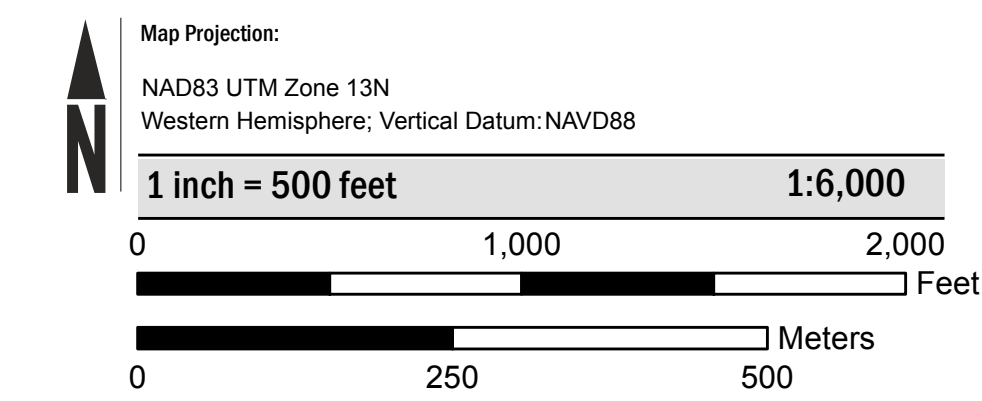 N
Map Projection:
NAD83 UTM Zone 13N
Western Hemisphere; Vertical Datum: NAVD88
1 inch = 500 feet 1:6,000
0 1,000 2,000
Feet
Meters
0 250 500